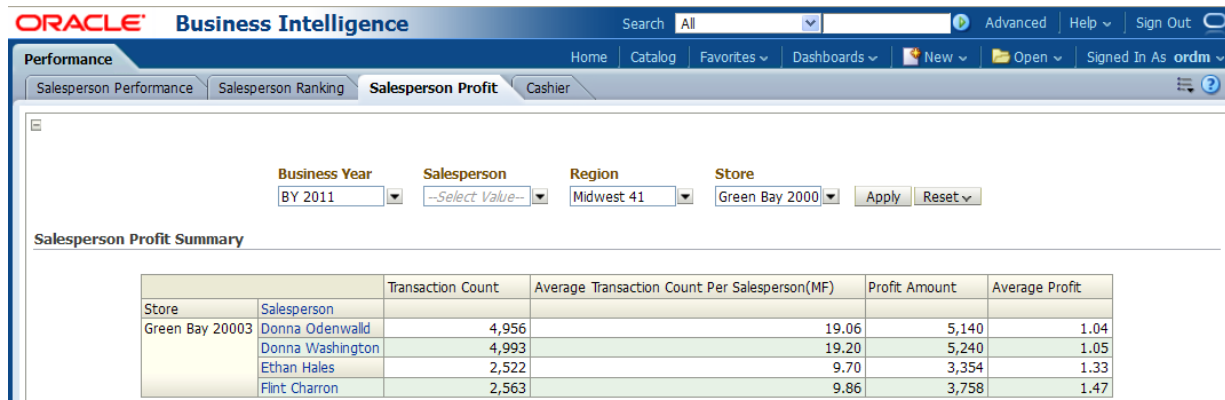 ORACLE Business Intelligence Search All Advanced Help Sign Out
Performance Home Catalog Favorites Dashboards New Open Signed In As ordm
Salesperson Performance Salesperson Ranking Salesperson Profit Cashier
Business Year Salesperson Region Store
BY 2011 --Select Value-- Midwest 41 Green Bay 2000 Apply Reset
Salesperson Profit Summary
Transaction Count Average Transaction Count Per Salesperson(MF) Profit Amount Average Profit
Store Salesperson
Green Bay 20003 Donna Odenwalld 4,956 19.06 5,140 1.04
Donna Washington 4,993 19.20 5,240 1.05
Ethan Hales 2,522 9.70 3,354 1.33
Flint Charron 2,563 9.86 3,758 1.47